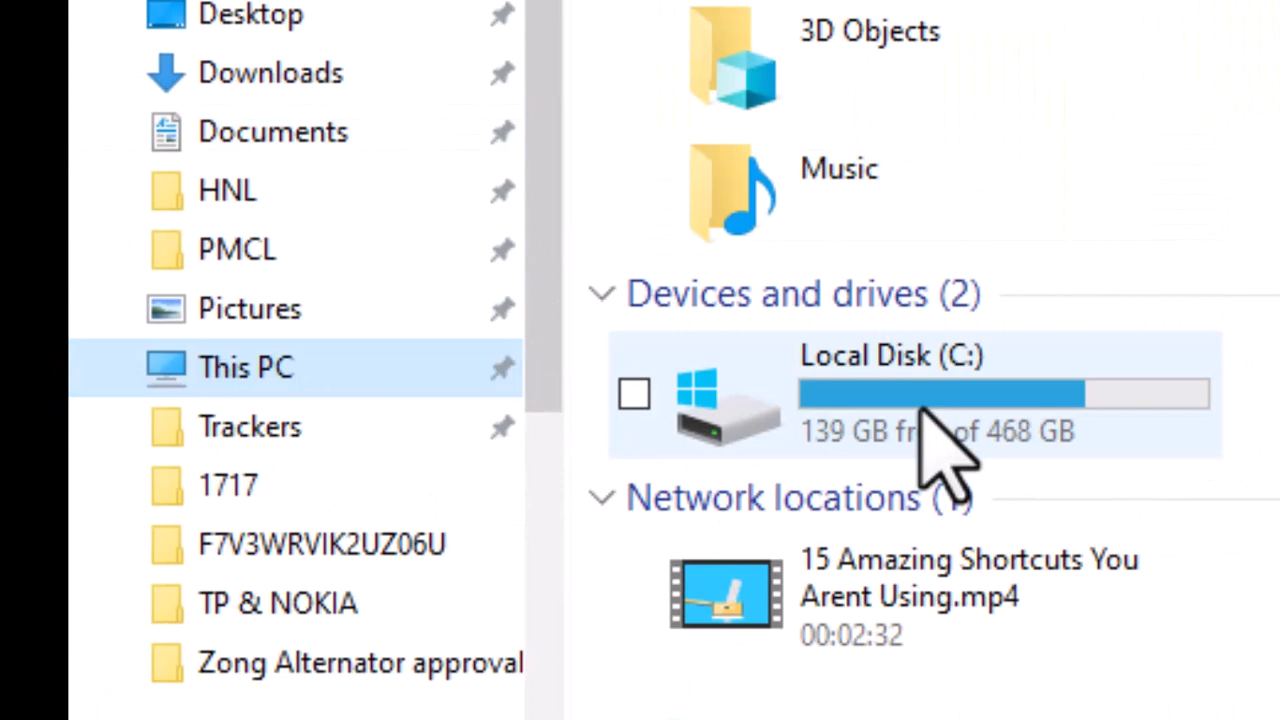 Desktop
Downloads
Documents
HNL
PMCL
Pictures
This PC
Trackers
1717
F7V3WRVIK2UZ06U
TP & NOKIA
Zong Alternator approval
3D Objects
Music
Devices and drives (2)
Local Disk (C:)
139 GB free of 468 GB
Network locations (1)
15 Amazing Shortcuts You
Arent Using.mp4
00:02:32